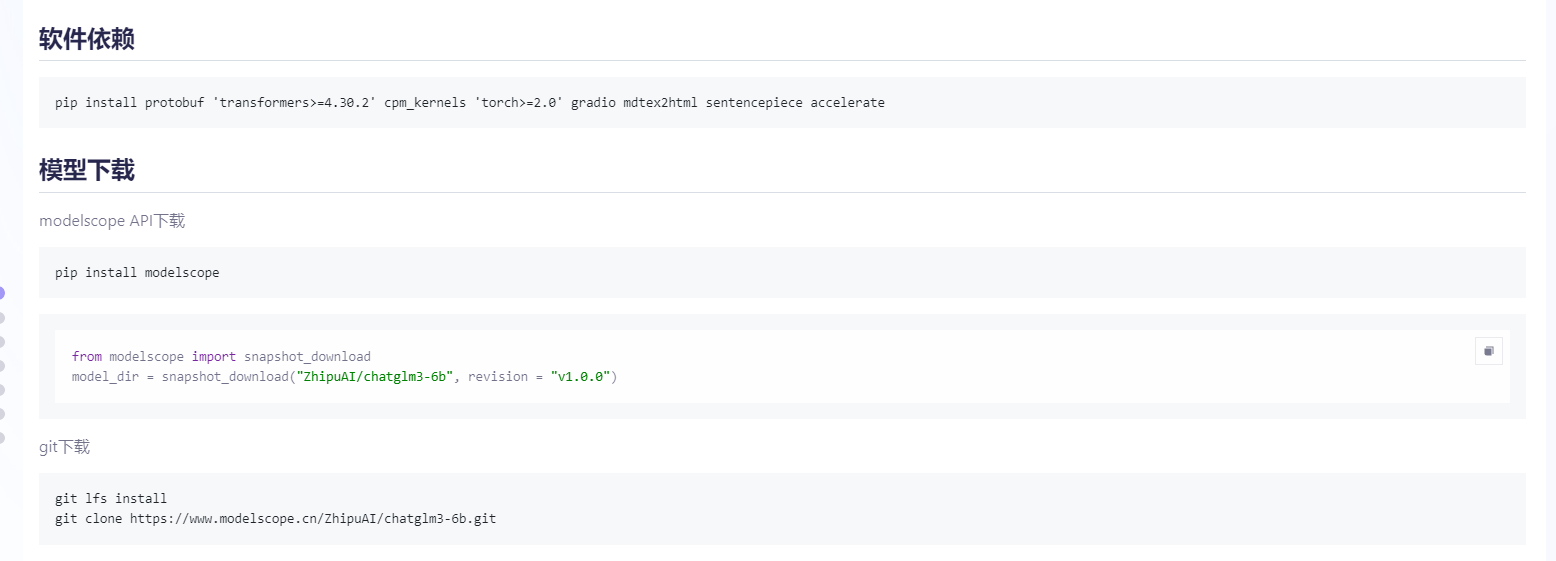 软件依赖
pip install protobuf 'transformers>=4.30.2' cpm_kernels 'torch>=2.0' gradio mdtex2html sentencepiece accelerate
模型下载
modelscope API下载
pip install modelscope
from modelscope import snapshot_download
model_dir = snapshot_download("ZhipuAI/chatglm3-6b", revision = "v1.0.0")
git下载
git lfs install
git clone https://www.modelscope.cn/ZhipuAI/chatglm3-6b.git